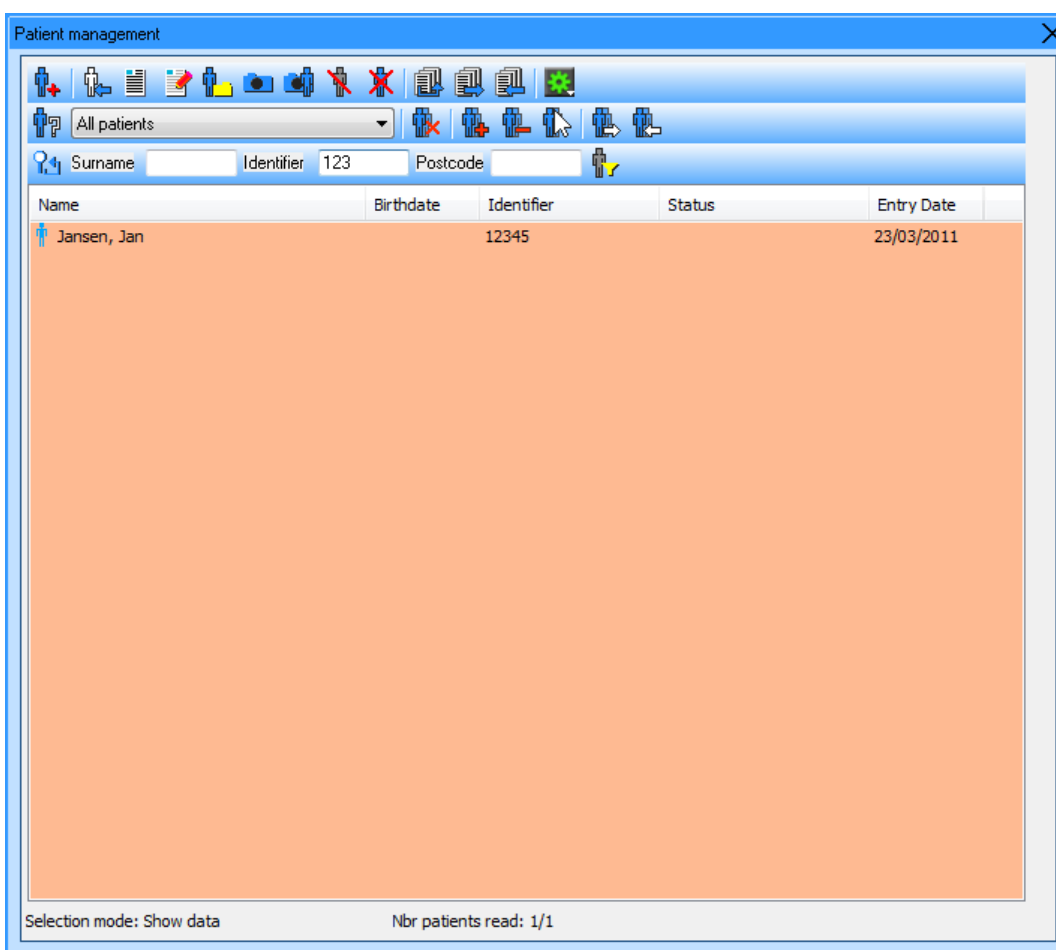 Patient management
All patients
Surname Identifier 123 Postcode
Name Birthdate Identifier Status Entry Date
Jansen, Jan 12345 23/03/2011
Selection mode: Show data Nbr patients read: 1/1